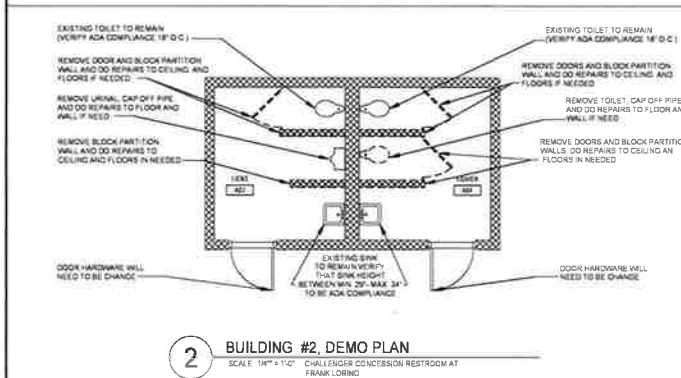 EXISTING TOILET TO REMAIN
(VERIFY ADA COMPLIANCE 18" O-C)
REMOVE DOOR AND BLOCK PARTITION
WALL AND DO REPAIRS TO CEILING AND
FLOORS IF NEEDED
REMOVE URINAL, CAP OFF PIPE
AND DO REPAIRS TO FLOOR AND
WALL IF NEED
REMOVE BLOCK PARTITION
WALL AND DO REPAIRS TO
CEILING AND FLOORS IN NEEDED
DOOR HARDWARE WILL
NEED TO BE CHANGE
EXISTING TOILET TO REMAIN
(VERIFY ADA COMPLIANCE 18" O-C)
REMOVE DOORS AND BLOCK PARTITION
WALL AND DO REPAIRS TO CEILING AND
FLOORS IF NEEDED
REMOVE TOILET, CAP OFF PIPE
AND DO REPAIRS TO FLOOR AN
WALL IF NEED
REMOVE DOORS AND BLOCK PARTITIO
WALLS DO REPAIRS TO CEILING AN
FLOORS IN NEEDED
DOOR HARDWARE WILL
NEED TO BE CHANGE
EXISTING SINK
TO REMAIN VERIFY
THAT SINK HEIGHT
BETWEEN MIN 29"- MAX 34"
TO BE ADA COMPLIANCE
2
BUILDING #2, DEMO PLAN
SCALE 1/4"" = 1'-0" CHALLENGER CONCESSION RESTROOM AT
FRANK LORINO